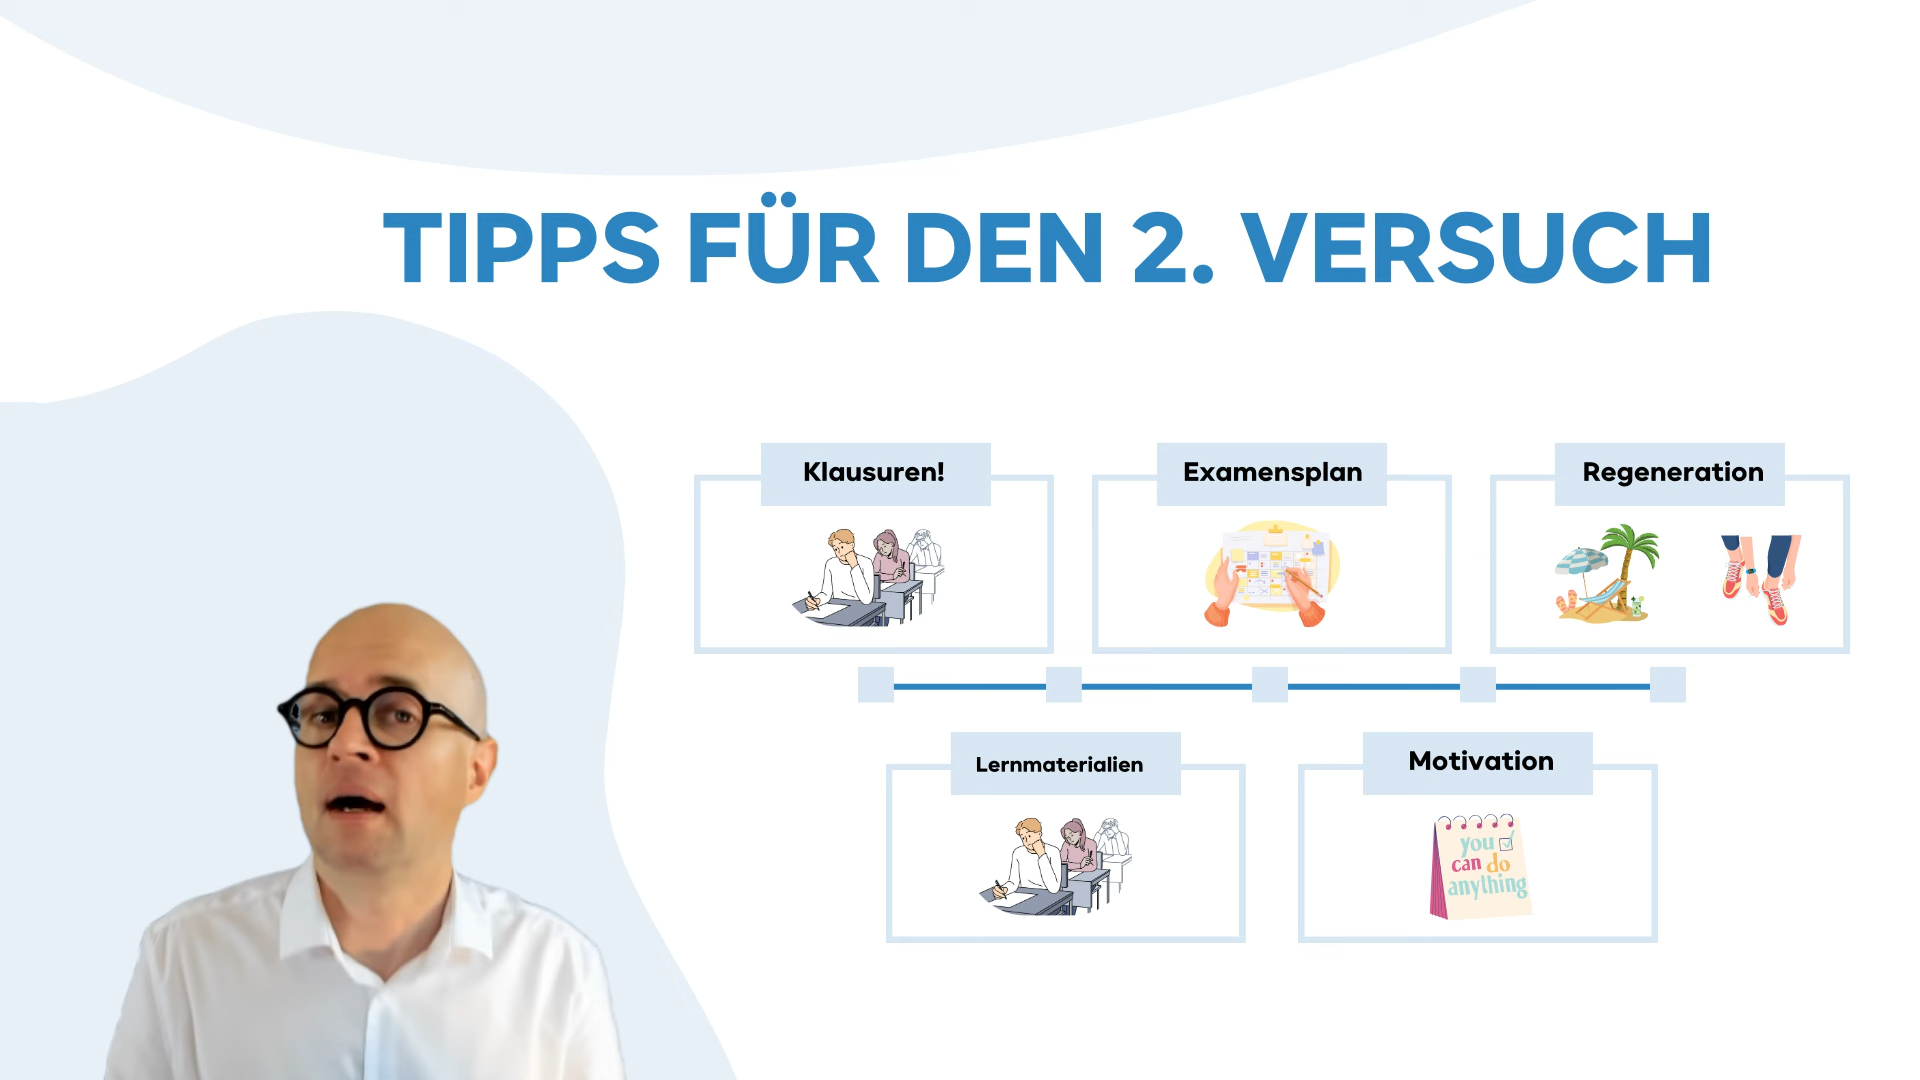 TIPPS FÜR DEN 2. VERSUCH
Klausuren!
Examensplan
Regeneration
Lernmaterialien
Motivation
you
can do
anything